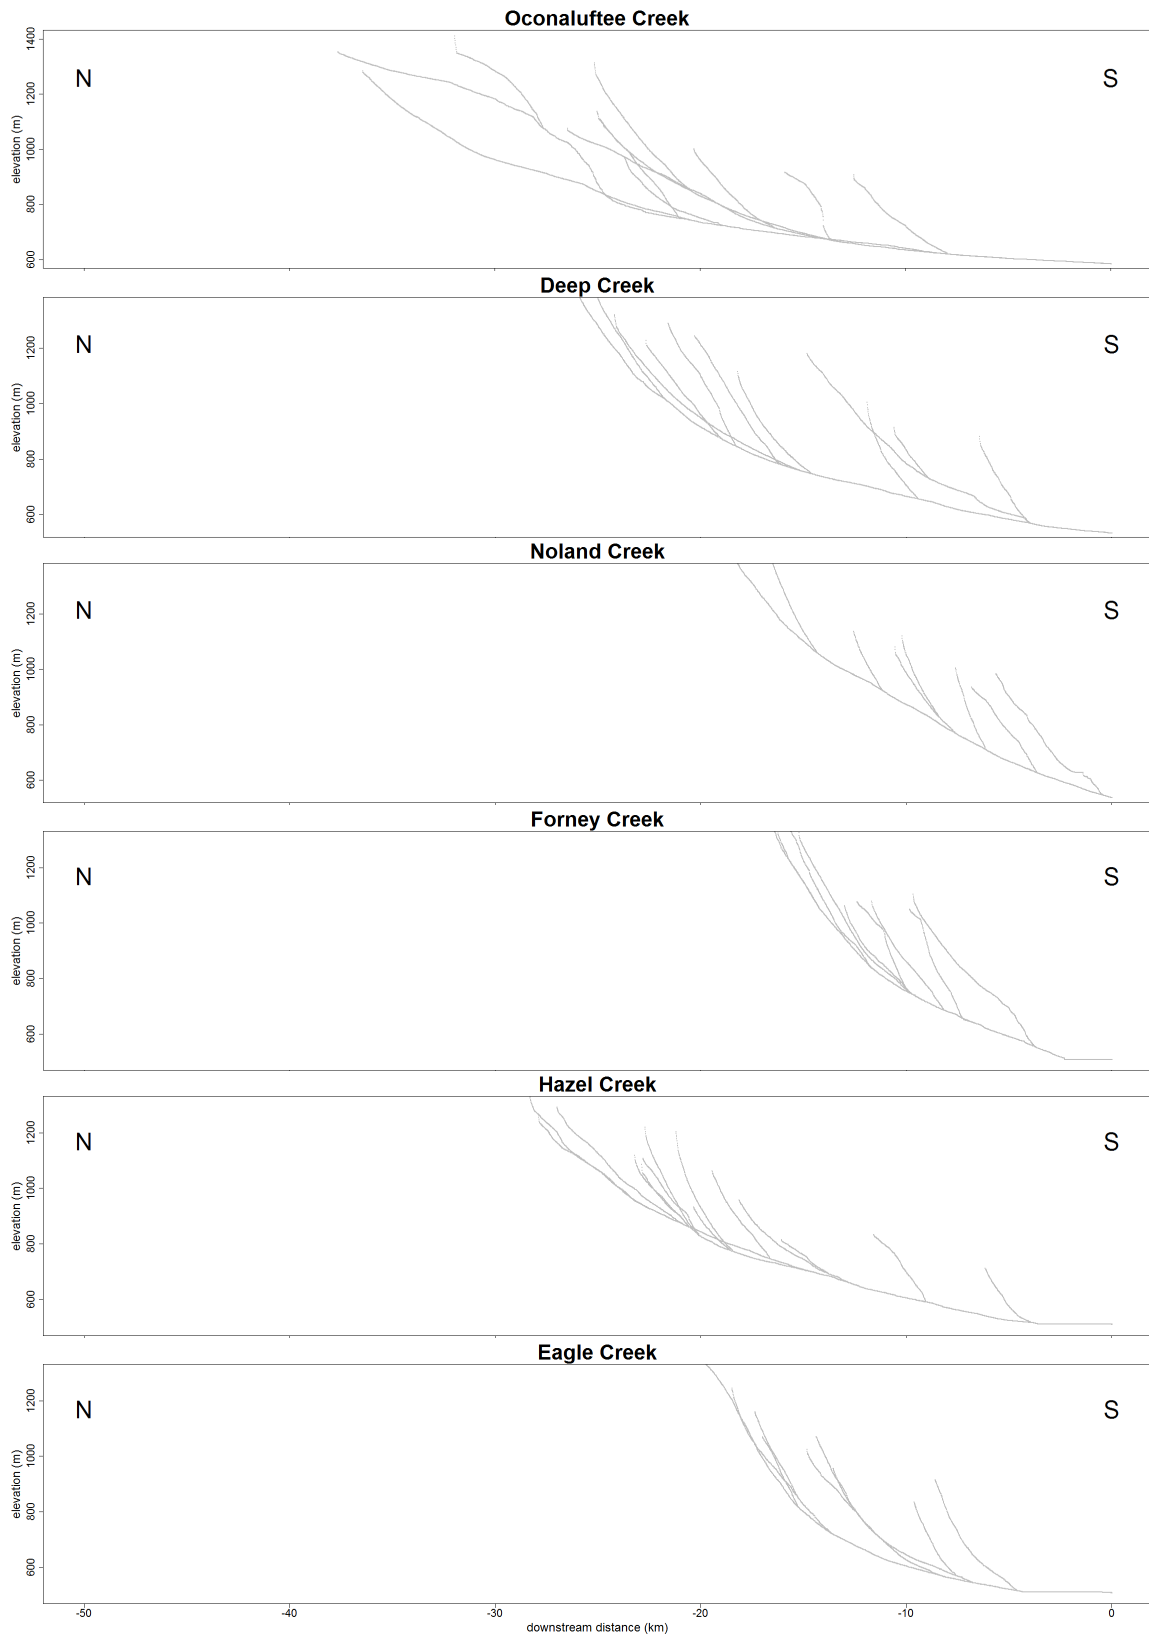 Oconaluftee Creek
N S
elevation (m)
600 800 1000 1200 1400
Deep Creek
N S
elevation (m)
600 800 1000 1200
Noland Creek
N S
elevation (m)
600 800 1000 1200
Forney Creek
N S
elevation (m)
600 800 1000 1200
Hazel Creek
N S
elevation (m)
600 800 1000 1200
Eagle Creek
N S
elevation (m)
600 800 1000 1200
-50 -40 -30 -20 -10 0
downstream distance (km)